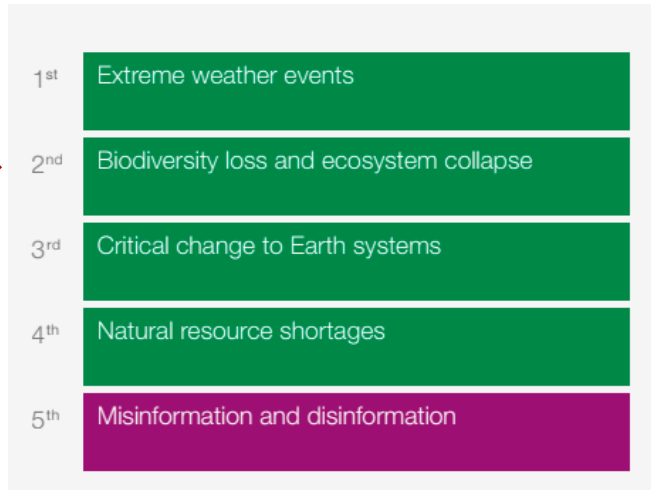 1st Extreme weather events
2nd Biodiversity loss and ecosystem collapse
3rd Critical change to Earth systems
4th Natural resource shortages
5th Misinformation and disinformation